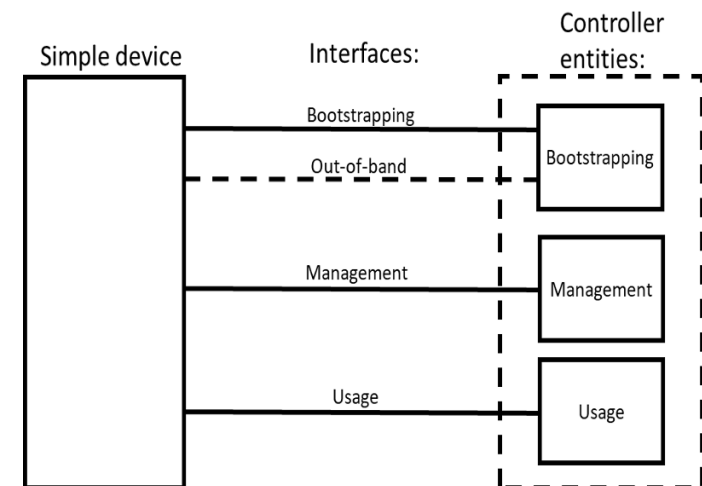 Simple device
Interfaces:
Controller
entities:
Bootstrapping
Out-of-band
Bootstrapping
Management
Management
Usage
Usage